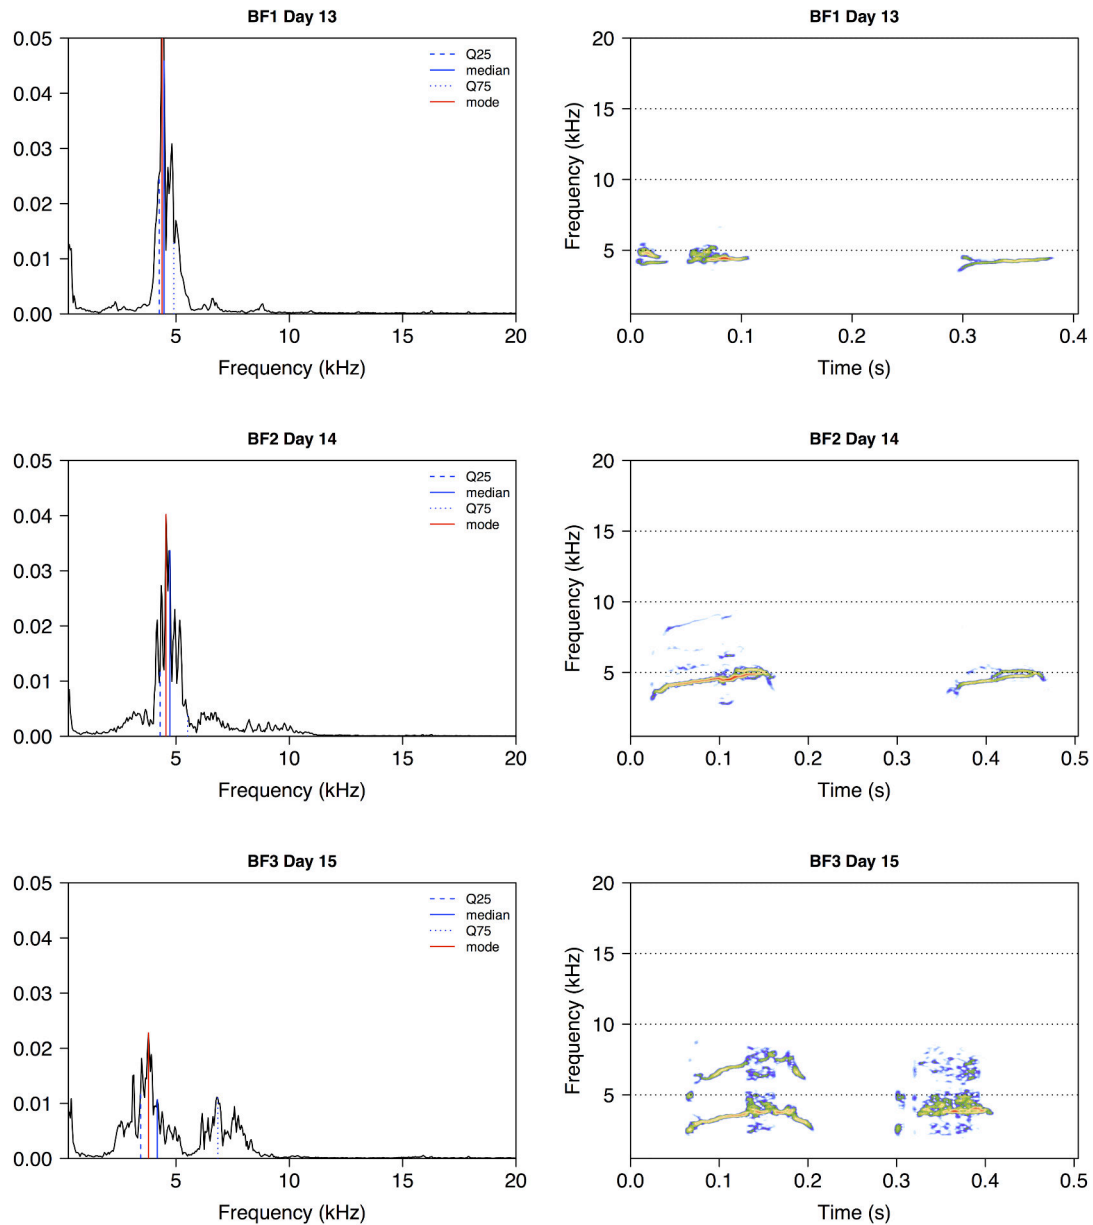 BF1 Day 13
0.05
0.04
0.03
0.02
0.01
0.00
Q25
median
Q75
mode
5
10
15
20
Frequency (kHz)
BF1 Day 13
Frequency (kHz)
20
15
10
5
0.0
0.1
0.2
0.3
0.4
Time (s)
BF2 Day 14
0.05
0.04
0.03
0.02
0.01
0.00
Q25
median
Q75
mode
5
10
15
20
Frequency (kHz)
BF2 Day 14
Frequency (kHz)
20
15
10
5
0.0
0.1
0.2
0.3
0.4
0.5
Time (s)
BF3 Day 15
0.05
0.04
0.03
0.02
0.01
0.00
Q25
median
Q75
mode
5
10
15
20
Frequency (kHz)
BF3 Day 15
Frequency (kHz)
20
15
10
5
0.0
0.1
0.2
0.3
0.4
0.5
Time (s)